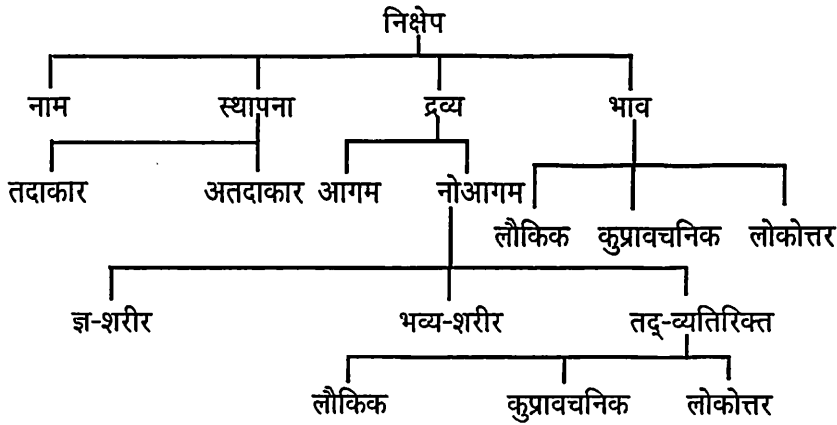 निक्षेप
नाम स्थापना द्रव्य भाव
तदाकार अतदाकार आगम नोआगम
लौकिक कुप्रावचनिक लोकोत्तर
ज्ञ-शरीर भव्य-शरीर तद्-व्यतिरिक्त
लौकिक कुप्रावचनिक लोकोत्तर